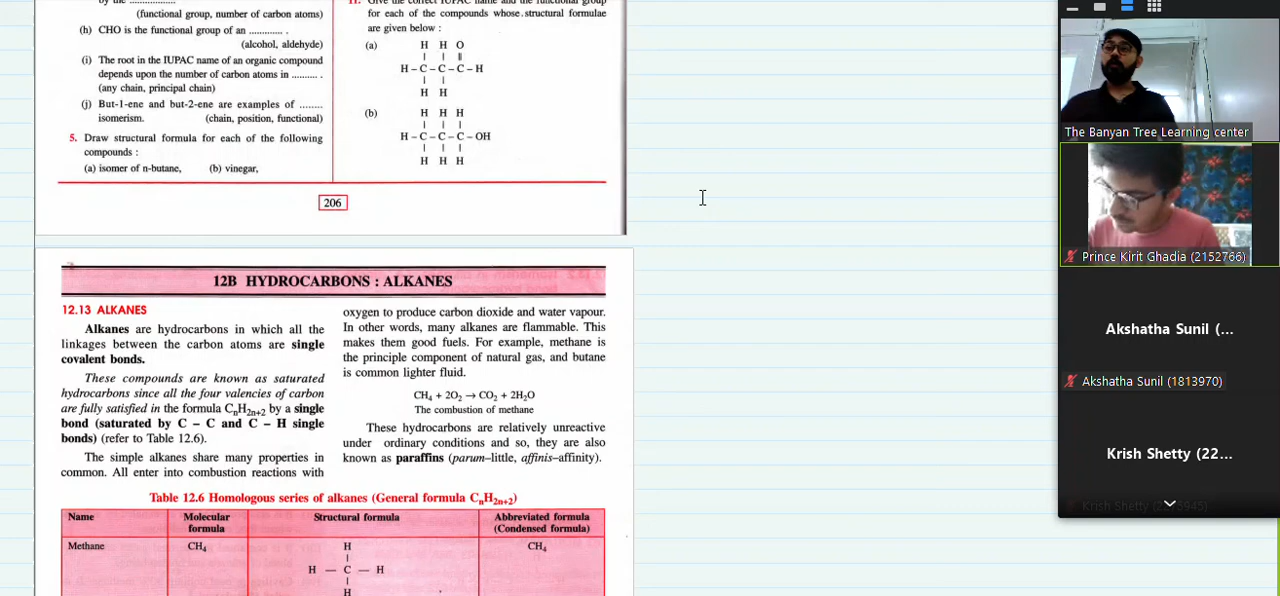 by the ....................
(functional group, number of carbon atoms)
(h) CHO is the functional group of an ............. .
(alcohol, aldehyde)
(i) The root in the IUPAC name of an organic compound
depends upon the number of carbon atoms in .......... .
(any chain, principal chain)
(j) But-1-ene and but-2-ene are examples of ........
isomerism. (chain, position, functional)
5. Draw structural formula for each of the following
compounds :
(a) isomer of n-butane, (b) vinegar,
11. Give the correct IUPAC name and the functional group
for each of the compounds whose structural formulae
are given below :
(a)
H H O
H – C – C – C – H
H H
(b)
H H H
H – C – C – C – OH
H H H
206
12B HYDROCARBONS : ALKANES
12.13 ALKANES
Alkanes are hydrocarbons in which all the
linkages between the carbon atoms are single
covalent bonds.
These compounds are known as saturated
hydrocarbons since all the four valencies of carbon
are fully satisfied in the formula CnH2n+2 by a single
bond (saturated by C – C and C – H single
bonds) (refer to Table 12.6).
The simple alkanes share many properties in
common. All enter into combustion reactions with
oxygen to produce carbon dioxide and water vapour.
In other words, many alkanes are flammable. This
makes them good fuels. For example, methane is
the principle component of natural gas, and butane
is common lighter fluid.
CH4 + 2O2 → CO2 + 2H2O
The combustion of methane
These hydrocarbons are relatively unreactive
under ordinary conditions and so, they are also
known as paraffins (parum–little, affinis–affinity).
Table 12.6 Homologous series of alkanes (General formula CnH2n+2)
Name
Molecular
formula
Structural formula
Abbreviated formula
(Condensed formula)
Methane
CH4
H
H — C — H
H
CH4
The Banyan Tree Learning center
Prince Kirit Ghadia (2152766)
Akshatha Sunil (...
Akshatha Sunil (1813970)
Krish Shetty (22...